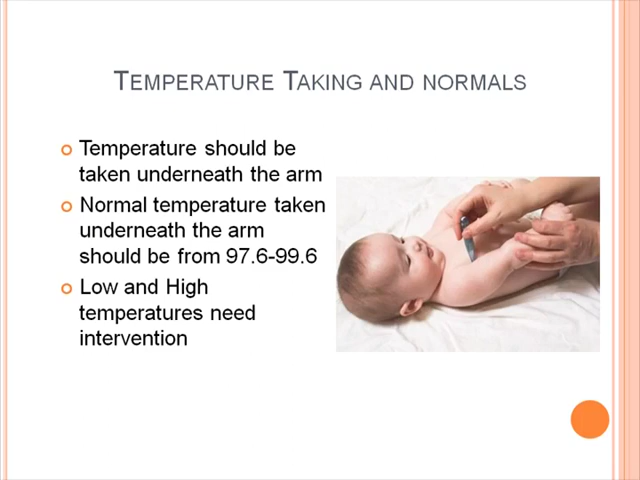 Temperature Taking and normals
Temperature should be
taken underneath the arm
Normal temperature taken
underneath the arm
should be from 97.6-99.6
Low and High
temperatures need
intervention